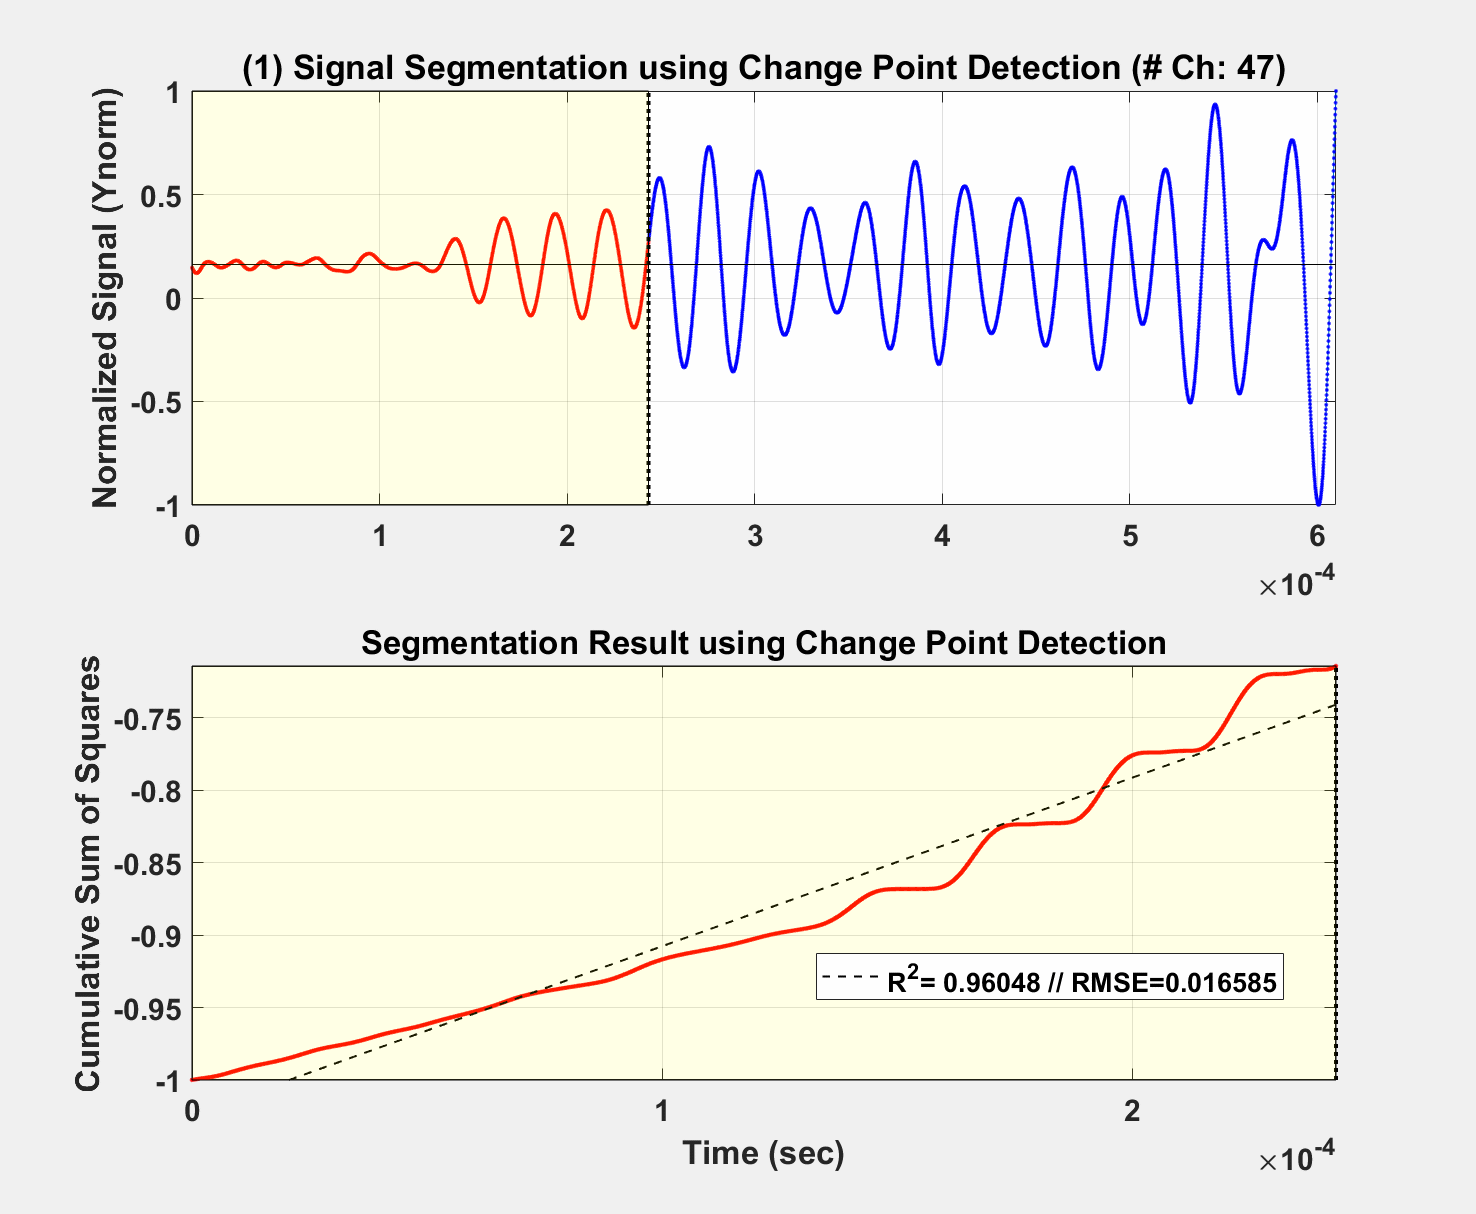 (1) Signal Segmentation using Change Point Detection (# Ch: 47)
Normalized Signal (Ynorm)
1
0.5
0
-0.5
-1
0 1 2 3 4 5 6
×10⁻⁴
Segmentation Result using Change Point Detection
Cumulative Sum of Squares
-0.75
-0.8
-0.85
-0.9
-0.95
-1
R²= 0.96048 // RMSE=0.016585
0 1 2
Time (sec)
×10⁻⁴